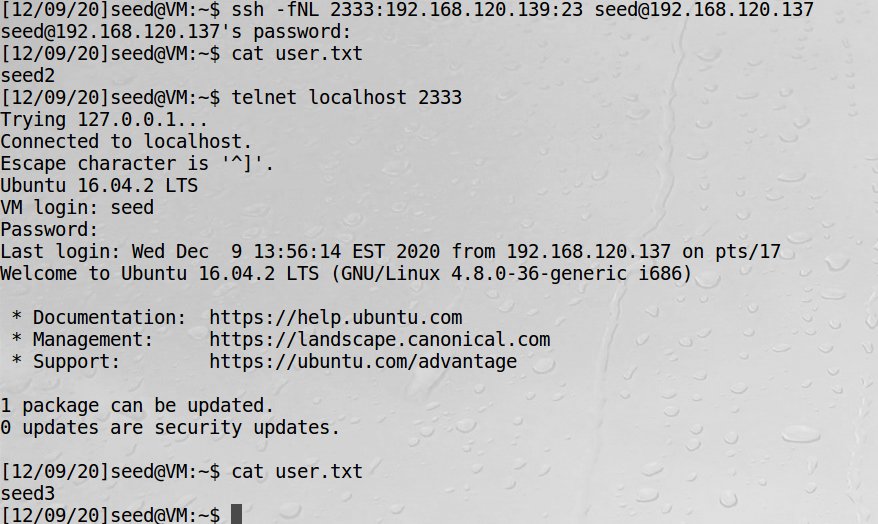 [12/09/20]seed@VM:~$ ssh -fNL 2333:192.168.120.139:23 seed@192.168.120.137
seed@192.168.120.137's password:
[12/09/20]seed@VM:~$ cat user.txt
seed2
[12/09/20]seed@VM:~$ telnet localhost 2333
Trying 127.0.0.1...
Connected to localhost.
Escape character is '^]'.
Ubuntu 16.04.2 LTS
VM login: seed
Password:
Last login: Wed Dec  9 13:56:14 EST 2020 from 192.168.120.137 on pts/17
Welcome to Ubuntu 16.04.2 LTS (GNU/Linux 4.8.0-36-generic i686)
 * Documentation:  https://help.ubuntu.com
 * Management:     https://landscape.canonical.com
 * Support:        https://ubuntu.com/advantage
1 package can be updated.
0 updates are security updates.
[12/09/20]seed@VM:~$ cat user.txt
seed3
[12/09/20]seed@VM:~$